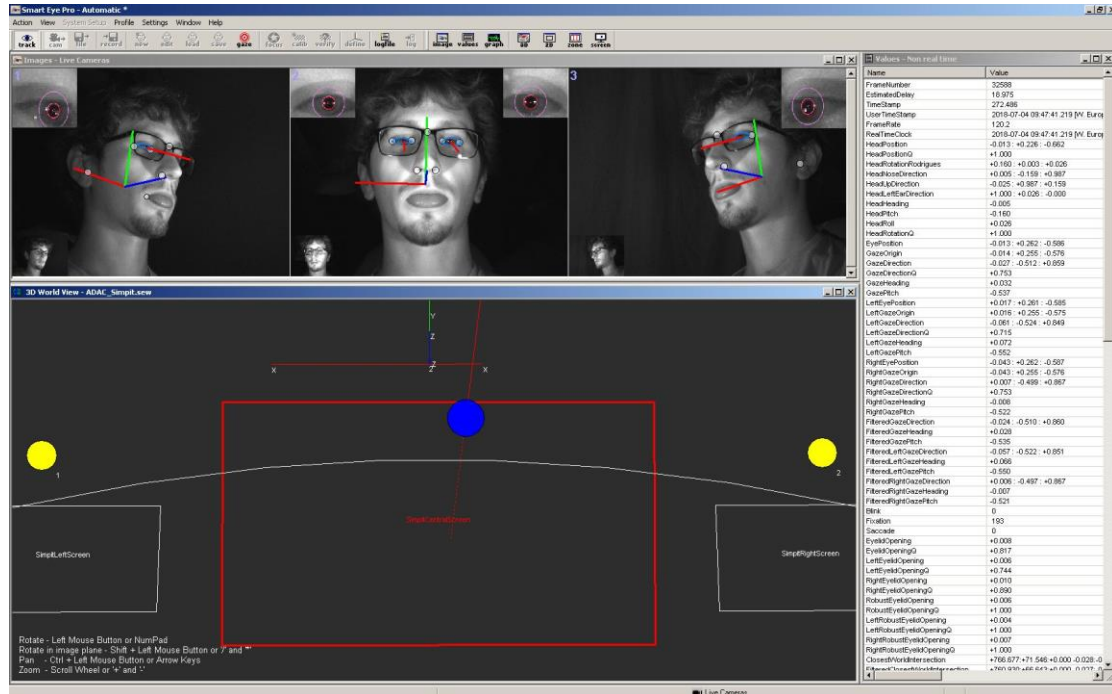 Smart Eye Pro - Automatic *
Action View System Setup Profile Settings Window Help
track cam file record new edit load save gaze focus calib verify define logfile log image values graph 3D 2D zone screen
Images - Live Cameras
1
2
3
3D World View - ADAC_Simpit.sew
Y
Z
X Z X
1
2
SimpitCentralScreen
SimpitLeftScreen
SimpitRightScreen
Rotate - Left Mouse Button or NumPad
Rotate in image plane - Shift + Left Mouse Button or '/' and '*'
Pan - Ctrl + Left Mouse Button or Arrow Keys
Zoom - Scroll Wheel or '+' and '-'
Values - Non real time
Name Value
FrameNumber 32588
EstimatedDelay 18.975
TimeStamp 272.486
UserTimeStamp 2018-07-04 09:47:41.219 [W. Europ
FrameRate 120.2
RealTimeClock 2018-07-04 09:47:41.219 [W. Europ
HeadPosition -0.013 : +0.226 : -0.662
HeadPositionQ +1.000
HeadRotationRodrigues +0.160 : +0.003 : +0.026
HeadNoseDirection +0.005 : -0.159 : +0.987
HeadUpDirection -0.025 : +0.987 : +0.159
HeadLeftEarDirection +1.000 : +0.026 : -0.000
HeadHeading -0.005
HeadPitch -0.160
HeadRoll +0.026
HeadRotationQ +1.000
EyePosition -0.013 : +0.262 : -0.586
GazeOrigin -0.014 : +0.255 : -0.576
GazeDirection -0.027 : -0.512 : +0.859
GazeDirectionQ +0.753
GazeHeading +0.032
GazePitch -0.537
LeftEyePosition +0.017 : +0.261 : -0.585
LeftGazeOrigin +0.016 : +0.255 : -0.575
LeftGazeDirection -0.061 : -0.524 : +0.849
LeftGazeDirectionQ +0.715
LeftGazeHeading +0.072
LeftGazePitch -0.552
RightEyePosition -0.043 : +0.262 : -0.587
RightGazeOrigin -0.043 : +0.255 : -0.576
RightGazeDirection +0.007 : -0.499 : +0.867
RightGazeDirectionQ +0.753
RightGazeHeading -0.008
RightGazePitch -0.522
FilteredGazeDirection -0.024 : -0.510 : +0.860
FilteredGazeHeading +0.028
FilteredGazePitch -0.535
FilteredLeftGazeDirection -0.057 : -0.522 : +0.851
FilteredLeftGazeHeading +0.066
FilteredLeftGazePitch -0.550
FilteredRightGazeDirection +0.006 : -0.497 : +0.867
FilteredRightGazeHeading -0.007
FilteredRightGazePitch -0.521
Blink 0
Fixation 193
Saccade 0
EyelidOpening +0.008
EyelidOpeningQ +0.817
LeftEyelidOpening +0.006
LeftEyelidOpeningQ +0.744
RightEyelidOpening +0.010
RightEyelidOpeningQ +0.890
RobustEyelidOpening +0.006
RobustEyelidOpeningQ +1.000
LeftRobustEyelidOpening +0.004
LeftRobustEyelidOpeningQ +1.000
RightRobustEyelidOpening +0.007
RightRobustEyelidOpeningQ +1.000
ClosestWorldIntersection +766.677:+71.546:+0.000 -0.028:-0
FilteredClosestWorldIntersection
Live Cameras